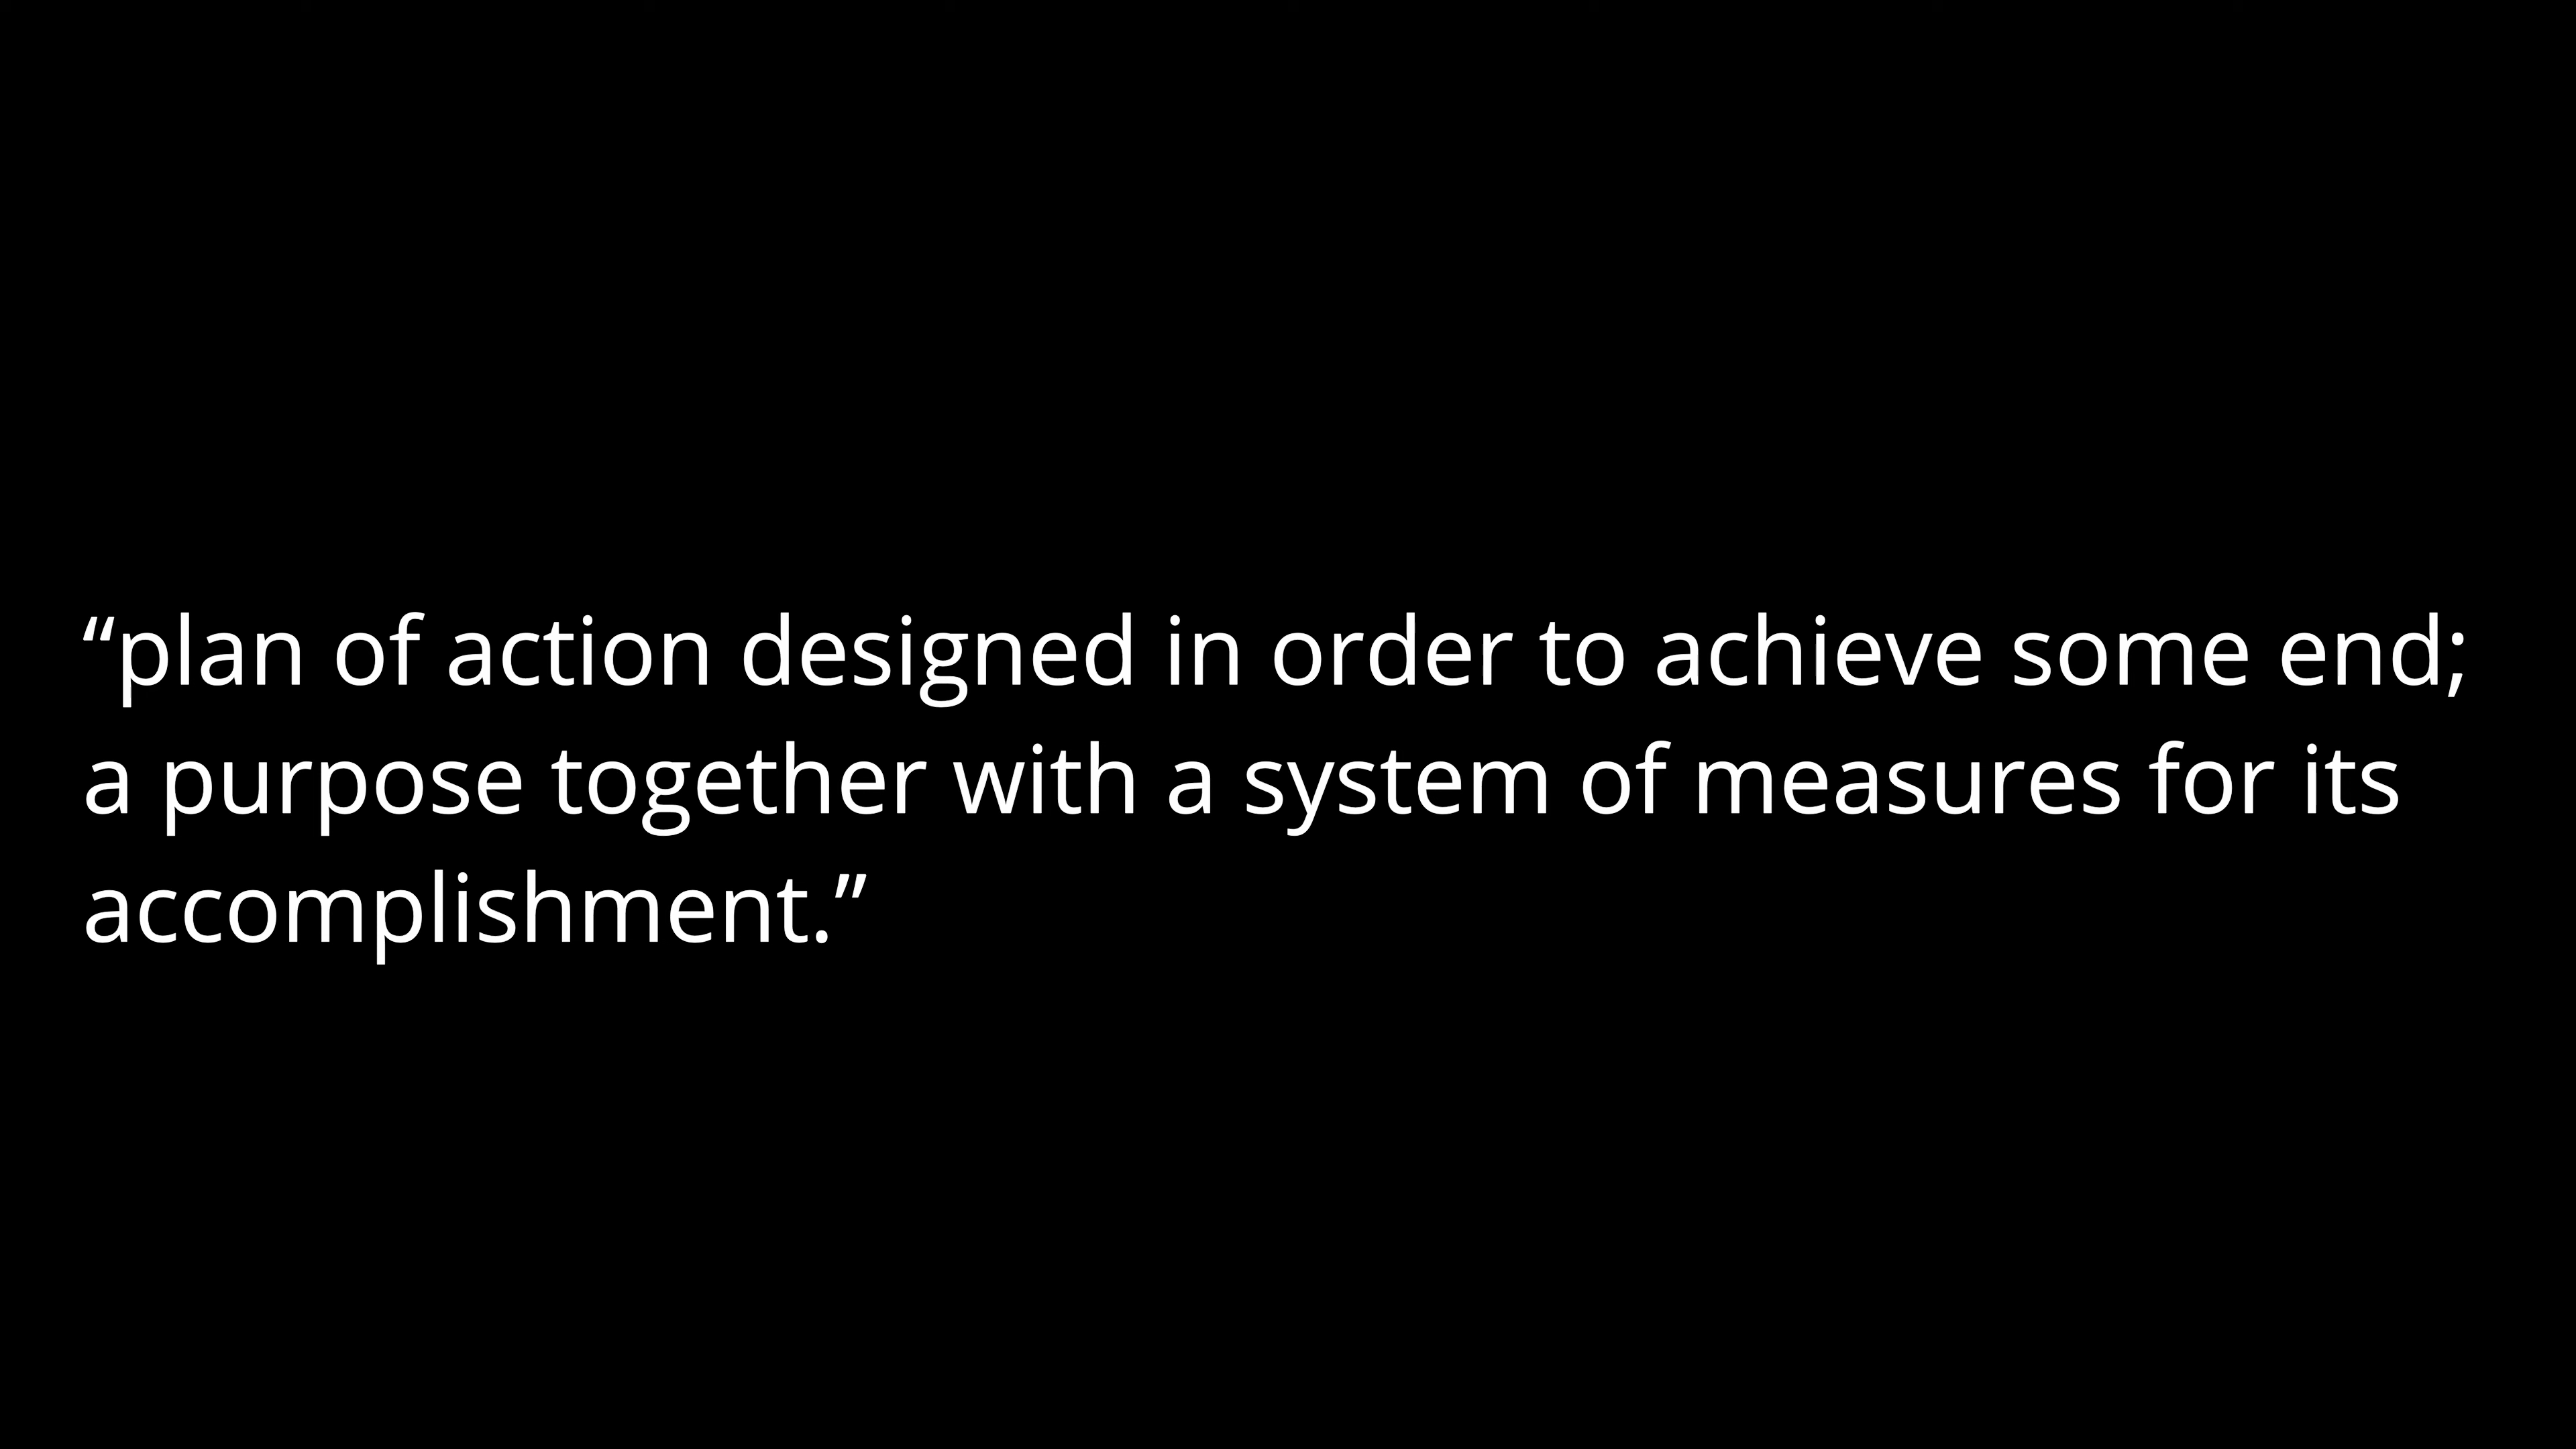 “plan of action designed in order to achieve some end;
a purpose together with a system of measures for its
accomplishment.”